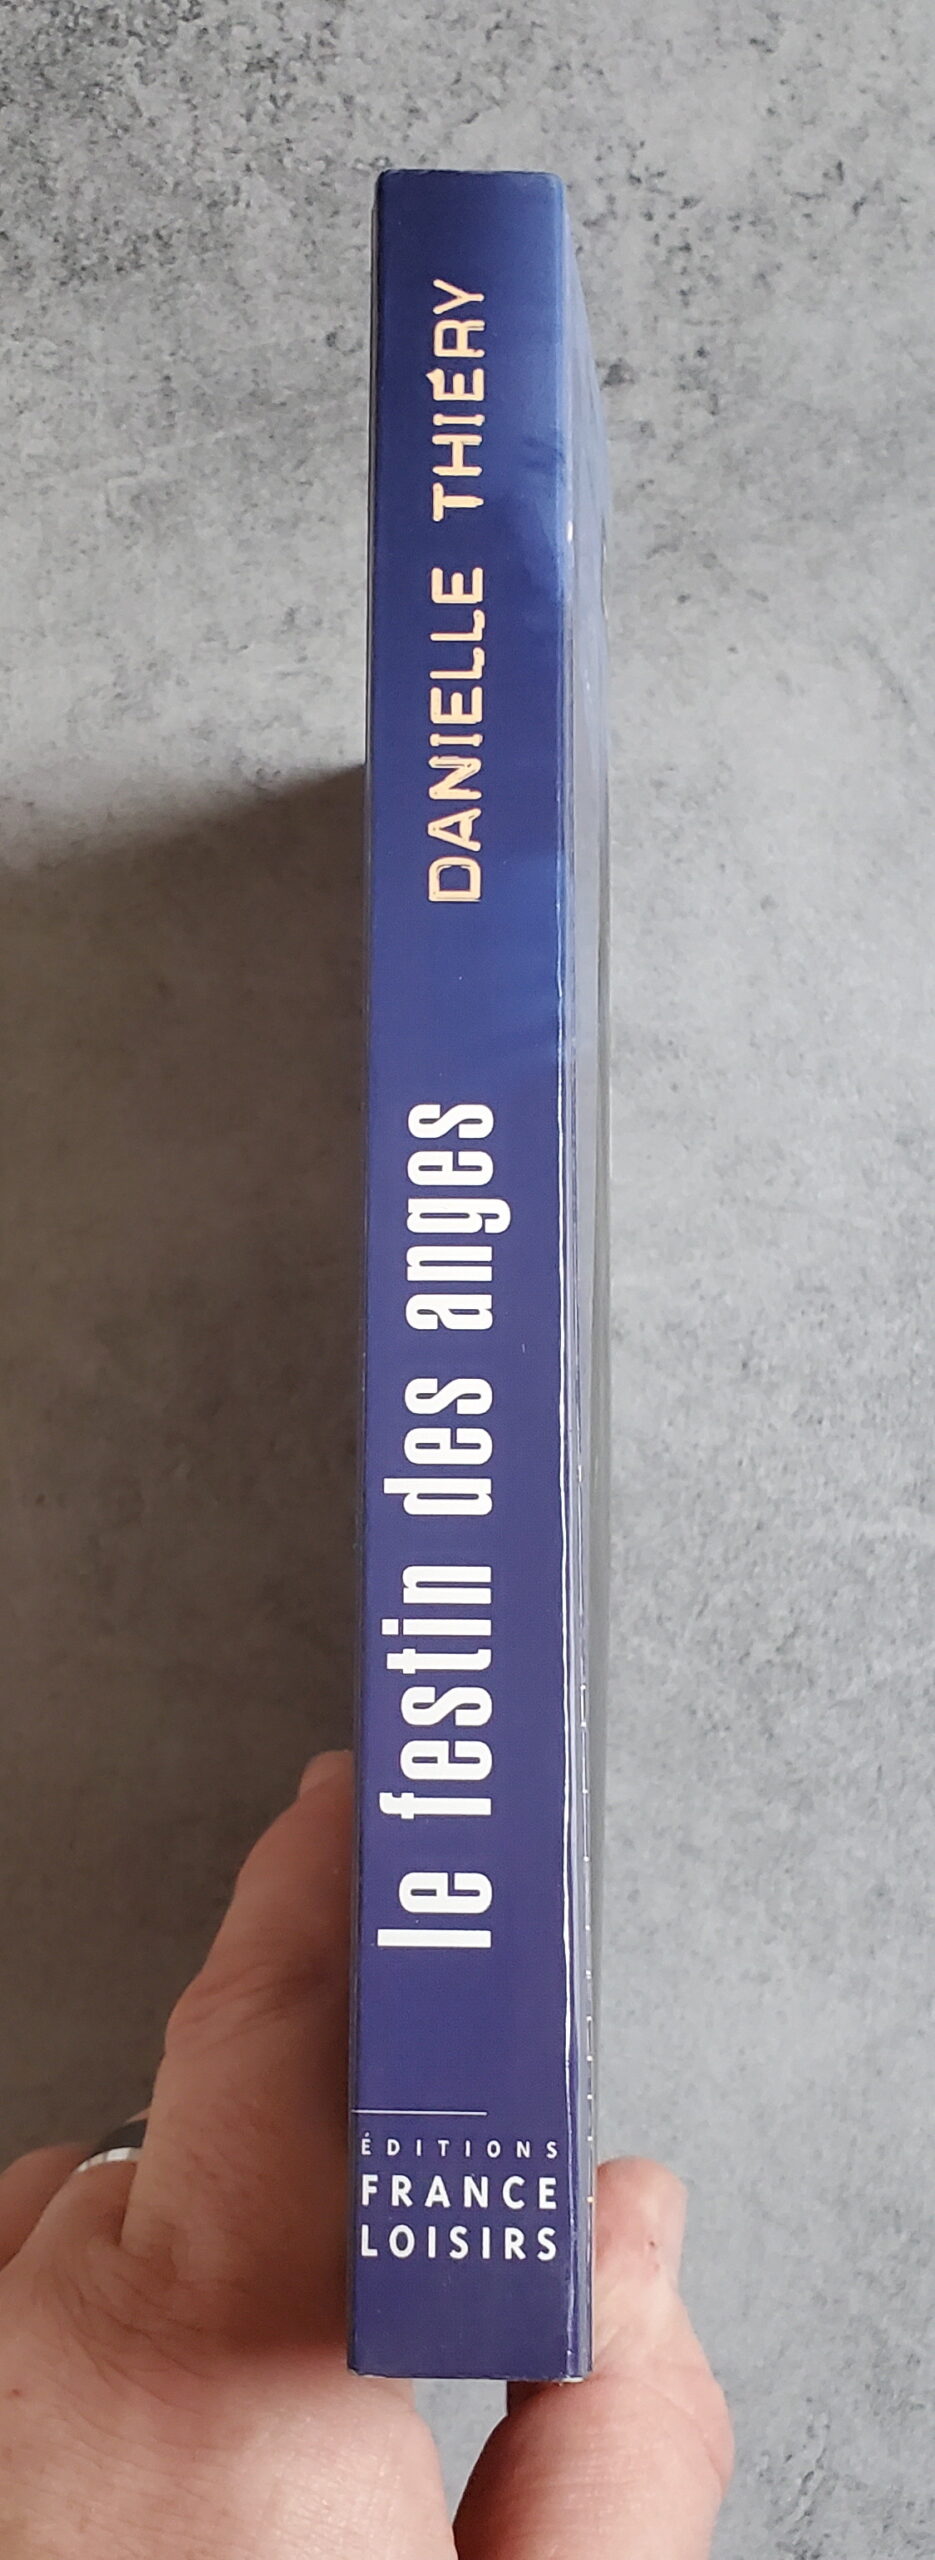 DANIELLE THIÉRY
le festin des anges
ÉDITIONS
FRANCE
LOISIRS